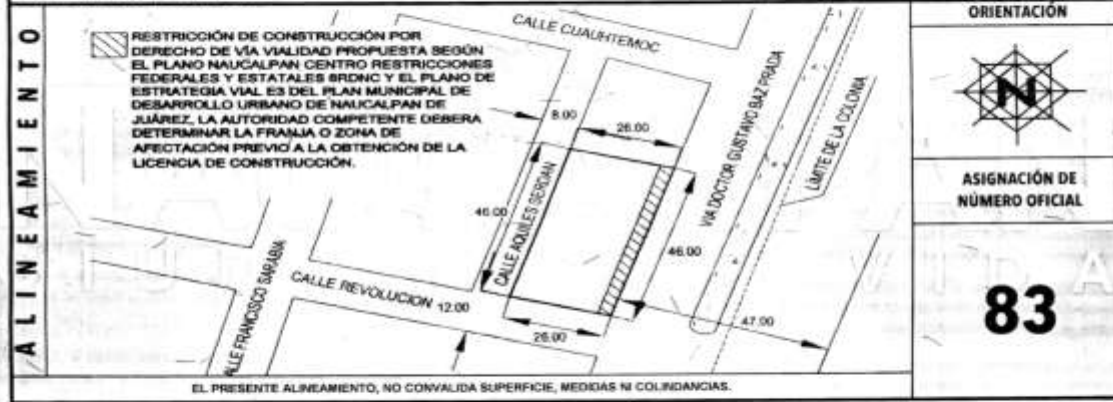 ALINEAMIENTO
RESTRICCIÓN DE CONSTRUCCIÓN POR
DERECHO DE VÍA VIALIDAD PROPUESTA SEGÚN
EL PLANO NAUCALPAN CENTRO RESTRICCIONES
FEDERALES Y ESTATALES 8RDNC Y EL PLANO DE
ESTRATEGIA VIAL E3 DEL PLAN MUNICIPAL DE
DESARROLLO URBANO DE NAUCALPAN DE
JUÁREZ, LA AUTORIDAD COMPETENTE DEBERA
DETERMINAR LA FRANJA O ZONA DE
AFECTACIÓN PREVIO A LA OBTENCIÓN DE LA
LICENCIA DE CONSTRUCCIÓN.
CALLE CUAUHTEMOC
8.00
26.00
VIA DOCTOR GUSTAVO BAZ PRADA
LÍMITE DE LA COLONIA
46.00
CALLE AQUILES SERDAN
46.00
ALLE FRANCISCO SARABIA
CALLE REVOLUCION 12.00
26.00
47.00
EL PRESENTE ALINEAMIENTO, NO CONVALIDA SUPERFICIE, MEDIDAS NI COLINDANCIAS.
ORIENTACIÓN
N
ASIGNACIÓN DE
NÚMERO OFICIAL
83